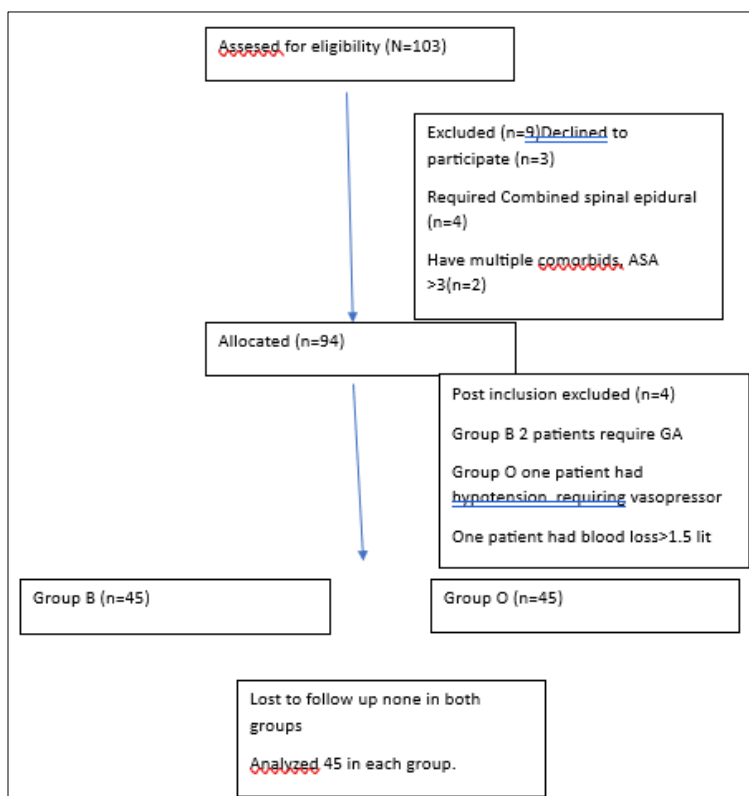 Assesed for eligibility (N=103)
Excluded (n=9)Declined to
participate (n=3)
Required Combined spinal epidural
(n=4)
Have multiple comorbids, ASA
>3(n=2)
Allocated (n=94)
Post inclusion excluded (n=4)
Group B 2 patients require GA
Group O one patient had
hypotension requiring vasopressor
One patient had blood loss>1.5 lit
Group B (n=45)
Group O (n=45)
Lost to follow up none in both
groups
Analyzed 45 in each group.